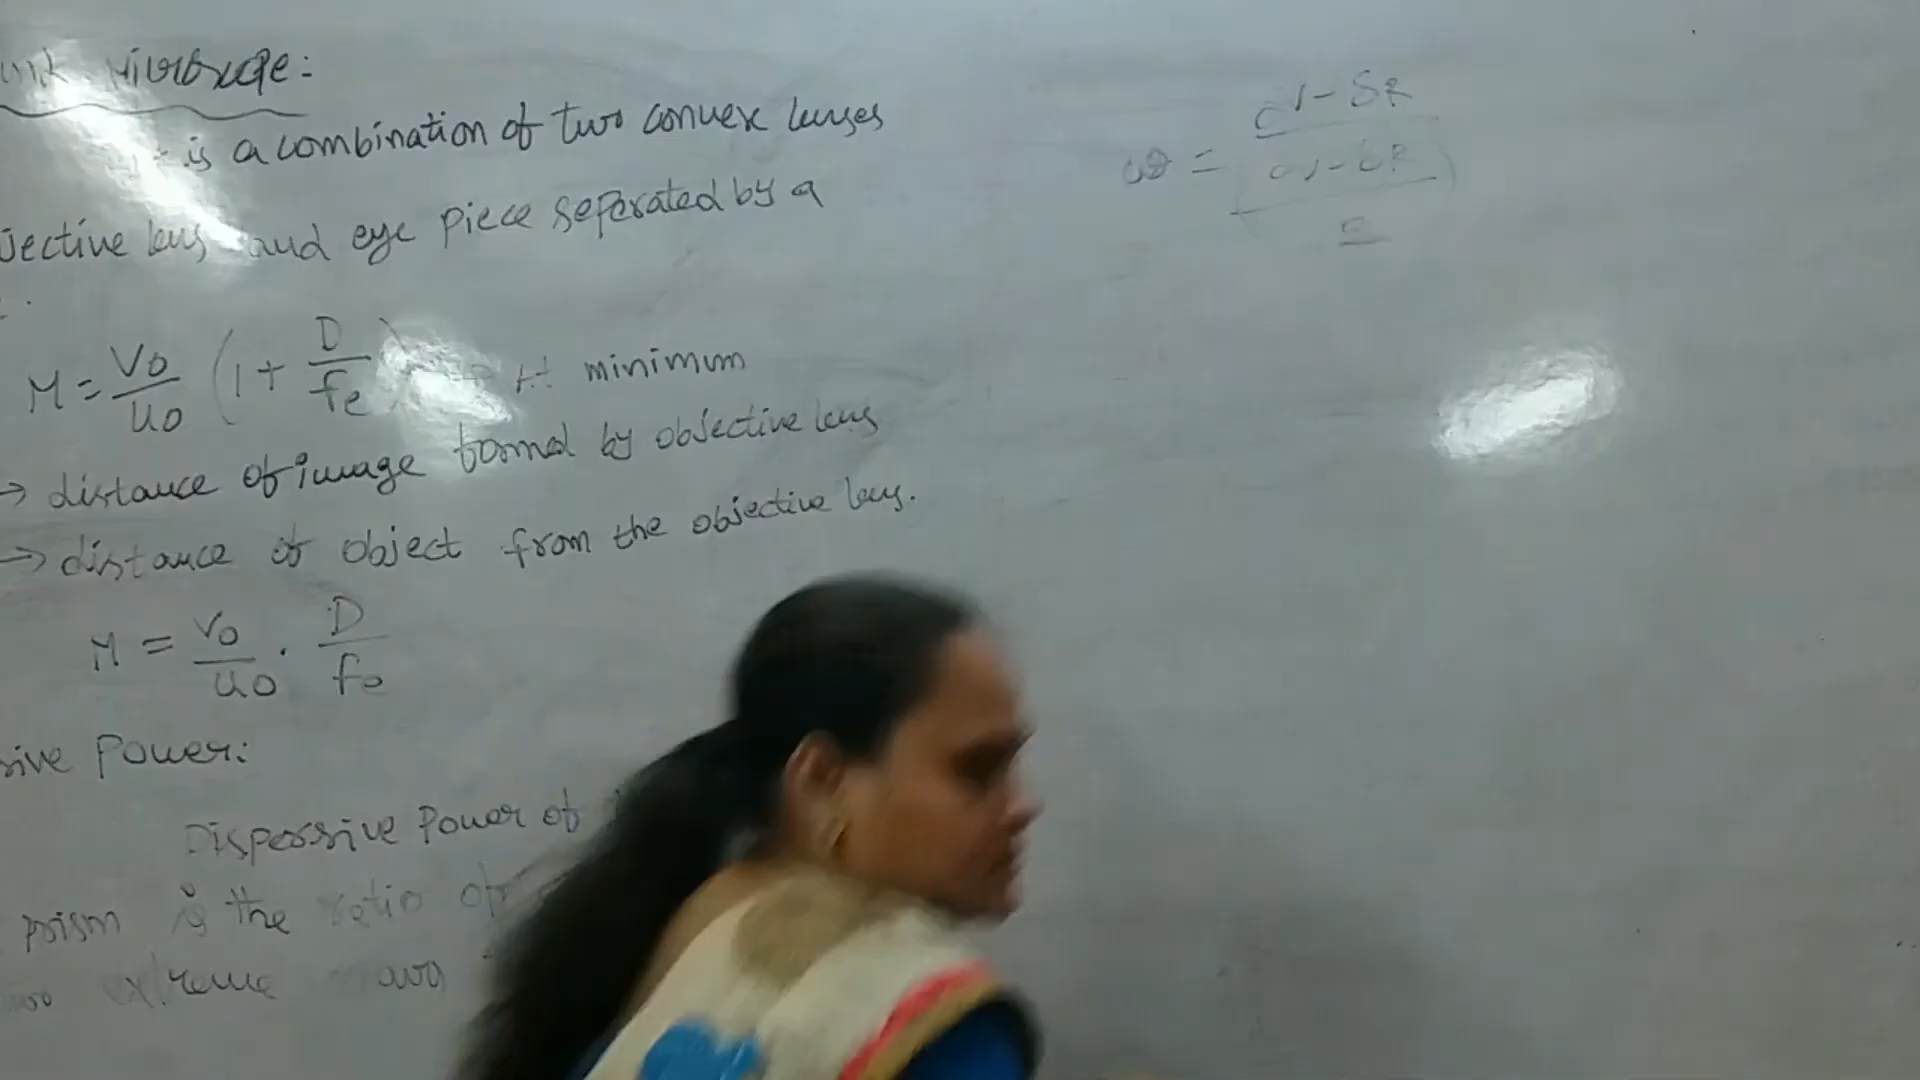 is a combination of two convex lenses
jective lens and eye piece separated by a
M = Vo/uo (1 + D/fe) minimum
→ distance of image formed by objective lens
→ distance of object from the objective lens.
M = Vo/uo . D/fo
sive Power:
Dispersive Power of
prism is the ratio of
extreme
ω =